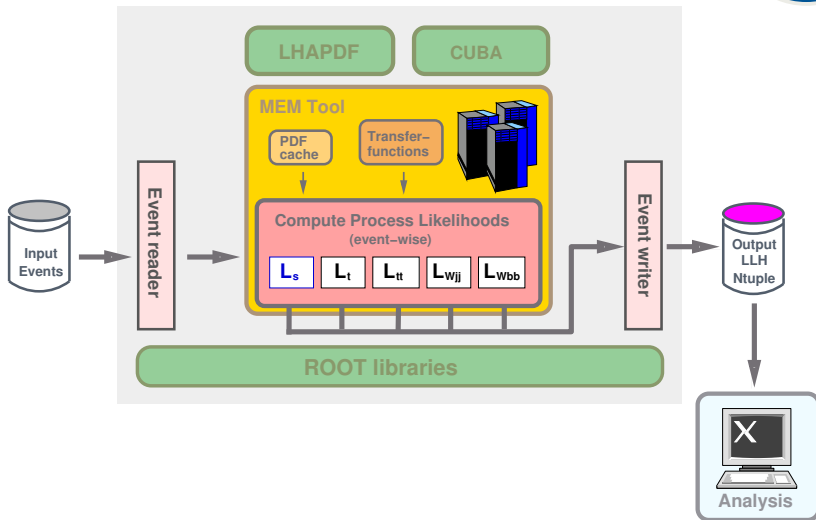 LHAPDF
CUBA
MEM Tool
PDF
cache
Transfer−
functions
Event reader
Input
Events
Compute Process Likelihoods
(event−wise)
Ls
Lt
Ltt
LWjj
LWbb
Event writer
Output
LLH
Ntuple
ROOT libraries
X
Analysis